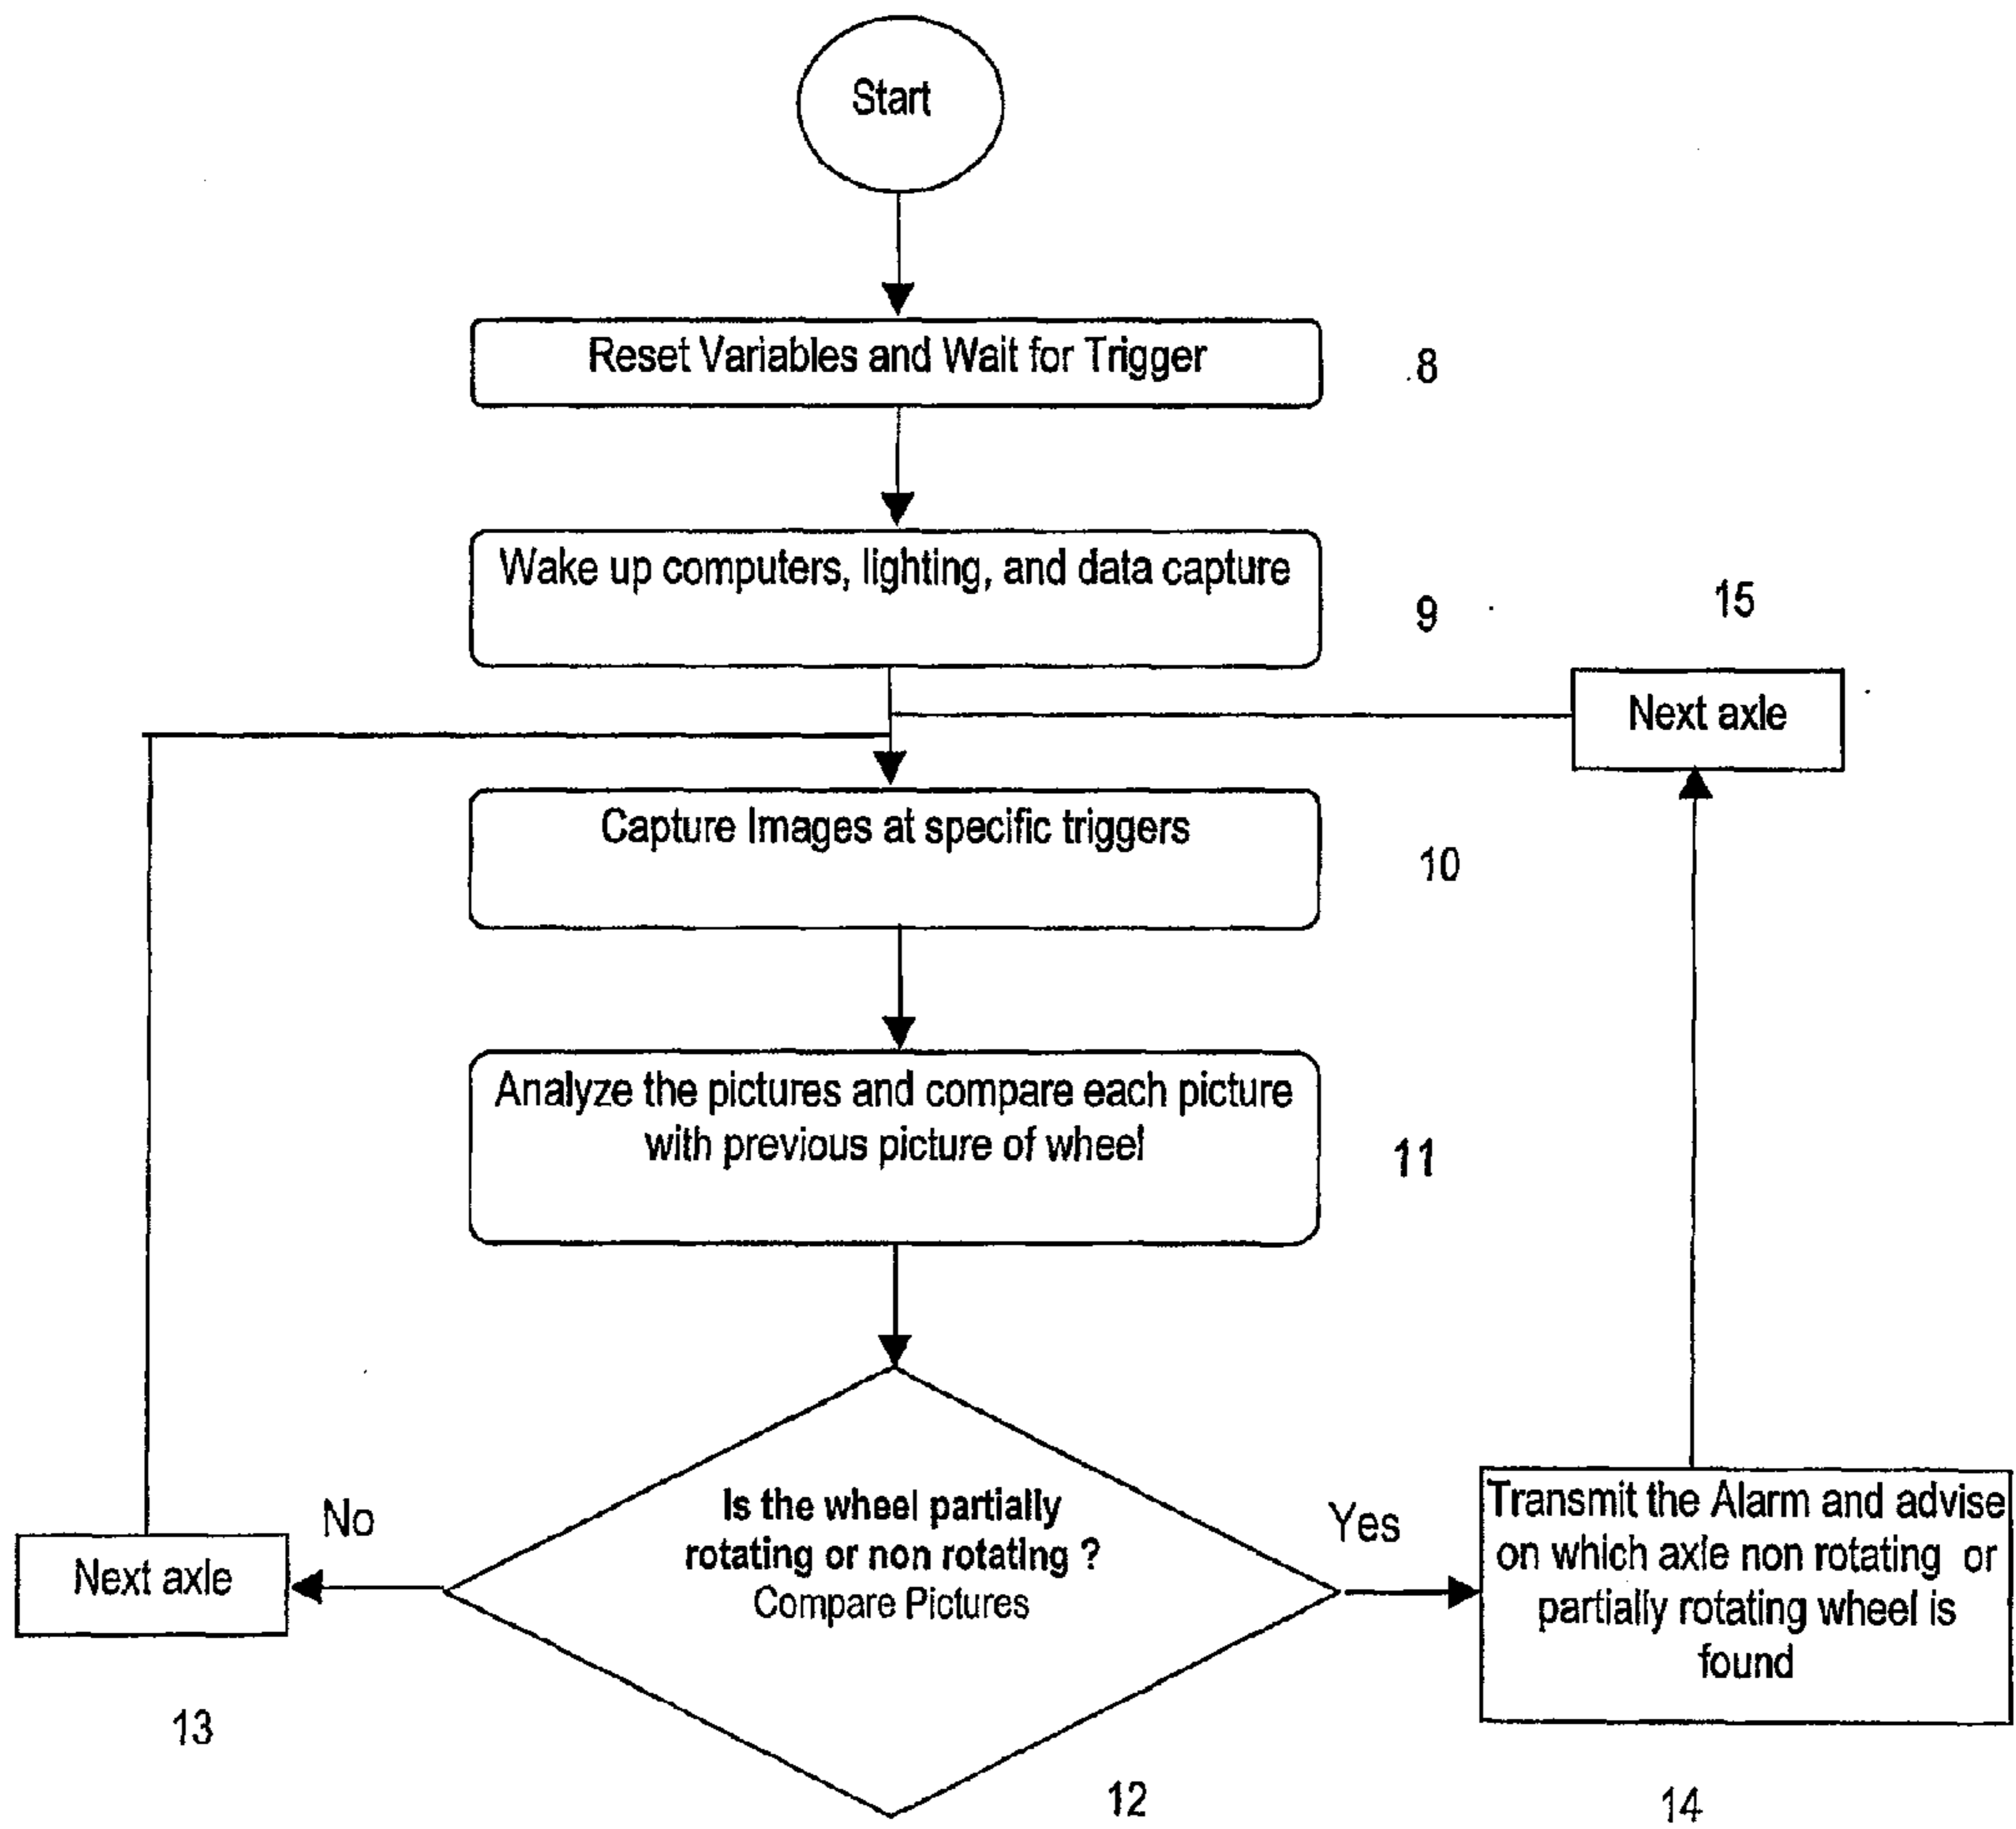 Start
Reset Variables and Wait for Trigger
8
Wake up computers, lighting, and data capture
9
15
Next axle
Capture Images at specific triggers
10
Analyze the pictures and compare each picture
with previous picture of wheel
11
Is the wheel partially
rotating or non rotating ?
Compare Pictures
12
No
Next axle
13
Yes
Transmit the Alarm and advise
on which axle non rotating or
partially rotating wheel is
found
14